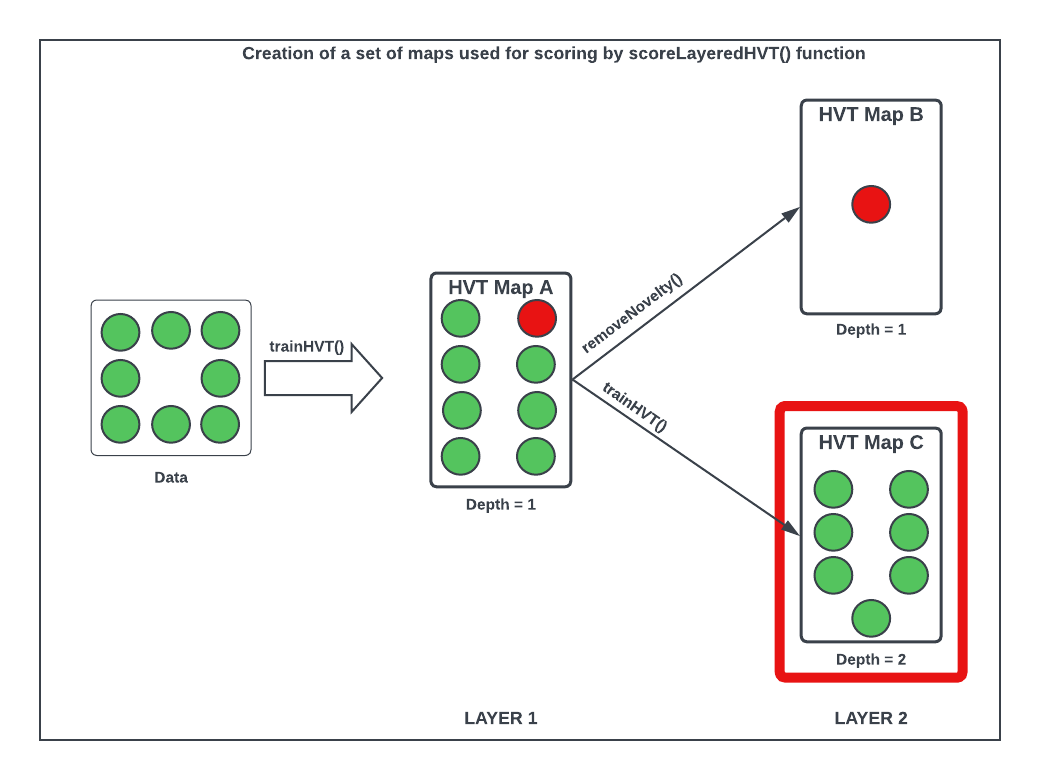 Creation of a set of maps used for scoring by scoreLayeredHVT() function
HVT Map B
Depth = 1
removeNovelty()
HVT Map A
trainHVT()
Data
Depth = 1
trainHVT()
HVT Map C
Depth = 2
LAYER 1
LAYER 2